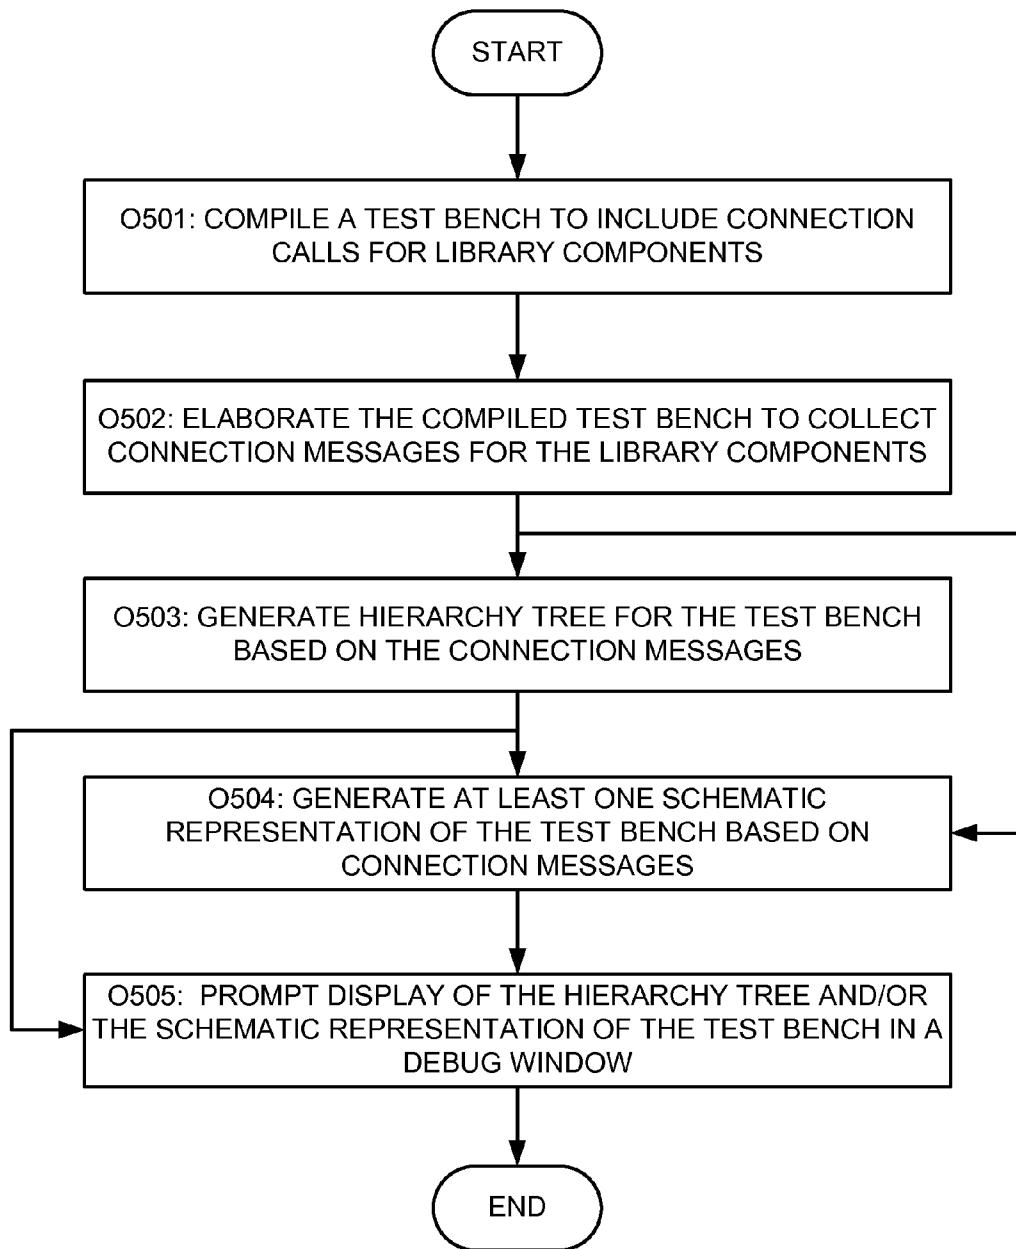 START
O501: COMPILE A TEST BENCH TO INCLUDE CONNECTION
CALLS FOR LIBRARY COMPONENTS
O502: ELABORATE THE COMPILED TEST BENCH TO COLLECT
CONNECTION MESSAGES FOR THE LIBRARY COMPONENTS
O503: GENERATE HIERARCHY TREE FOR THE TEST BENCH
BASED ON THE CONNECTION MESSAGES
O504: GENERATE AT LEAST ONE SCHEMATIC
REPRESENTATION OF THE TEST BENCH BASED ON
CONNECTION MESSAGES
O505: PROMPT DISPLAY OF THE HIERARCHY TREE AND/OR
THE SCHEMATIC REPRESENTATION OF THE TEST BENCH IN A
DEBUG WINDOW
END